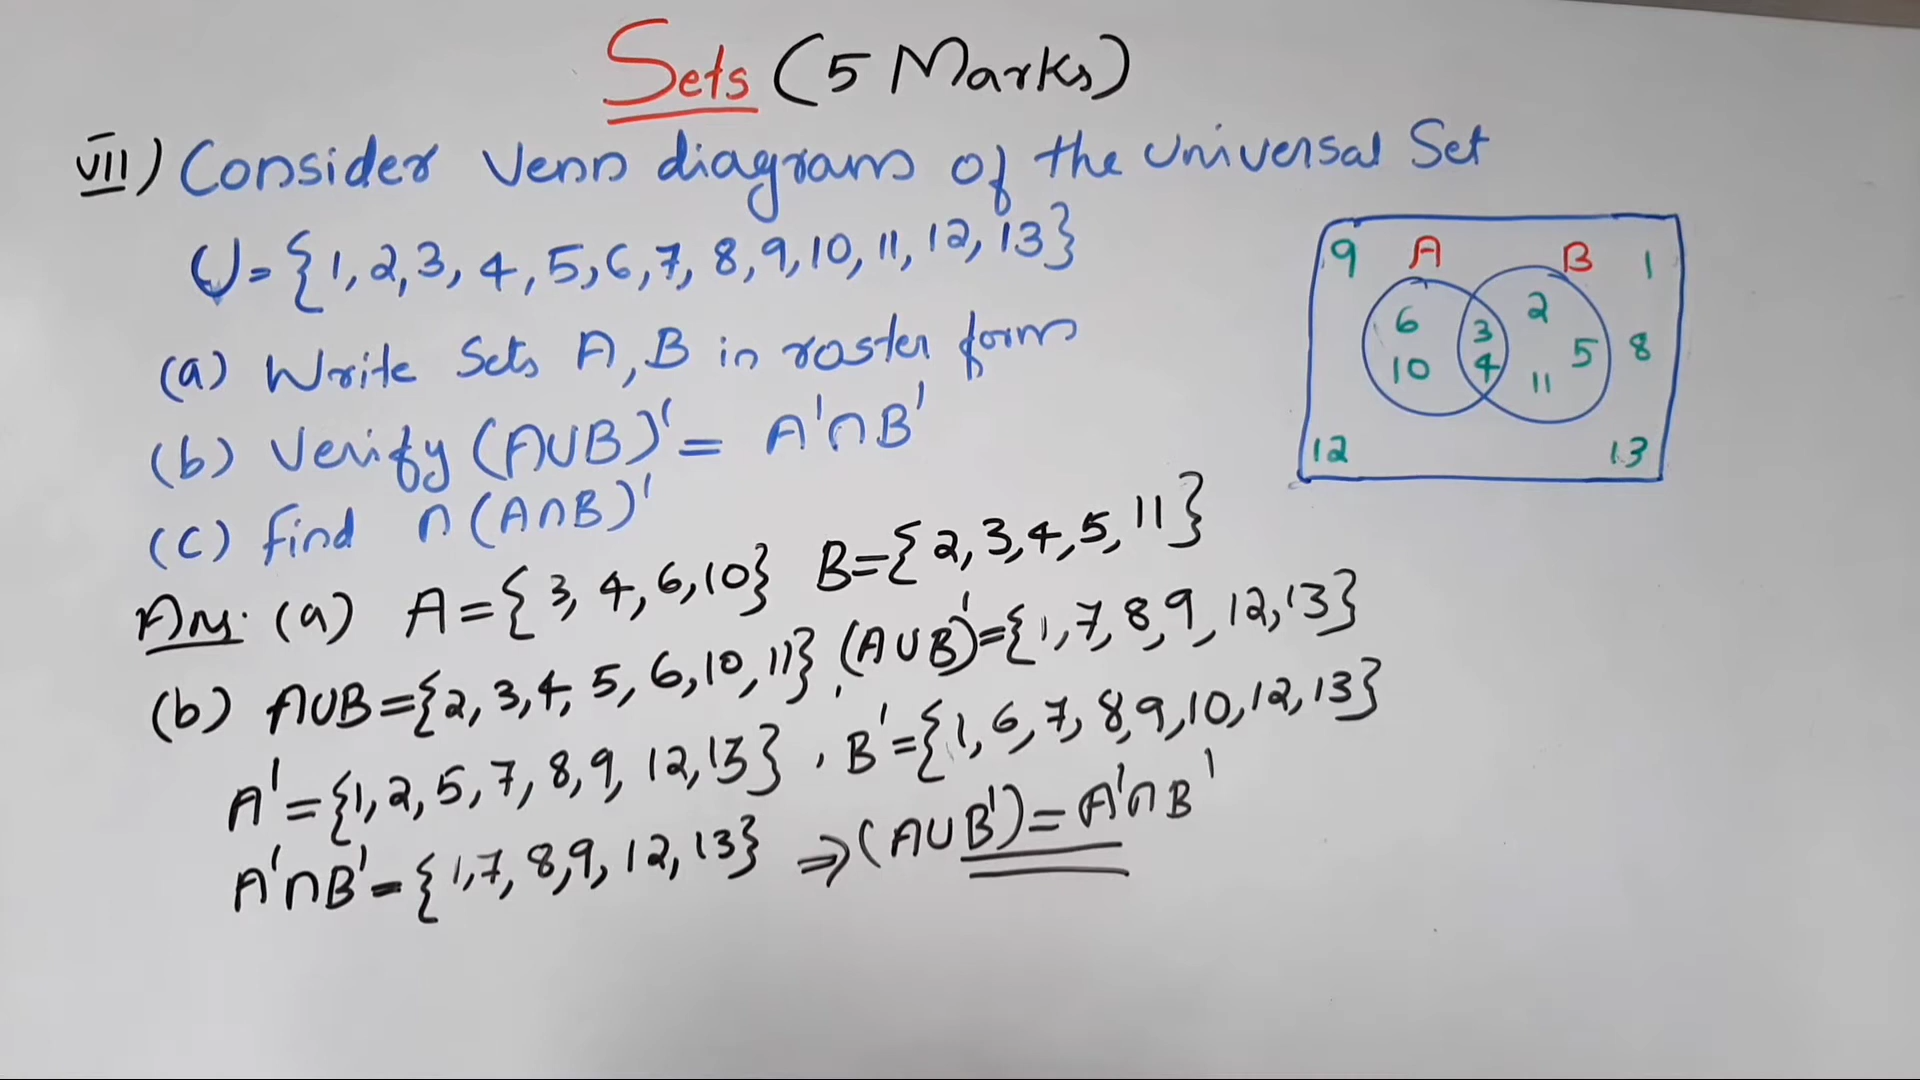 Sets (5 Marks)
VII) Consider Venn diagrams of the Universal Set
U = {1,2,3,4,5,6,7,8,9,10,11,12,13}
(a) Write Sets A,B in roster form
(b) Verify (A∪B)' = A'∩B'
(c) find n(A∩B)'
9 A B 1
6 3 2
10 4 11 5 8
12 13
Ans: (a) A={3,4,6,10} B={2,3,4,5,11}
(b) A∪B={2,3,4,5,6,10,11}, (A∪B)'={1,7,8,9,12,13}
A'={1,2,5,7,8,9,12,13}, B'={1,6,7,8,9,10,12,13}
A'∩B'={1,7,8,9,12,13} ⇒(A∪B')=A'∩B'